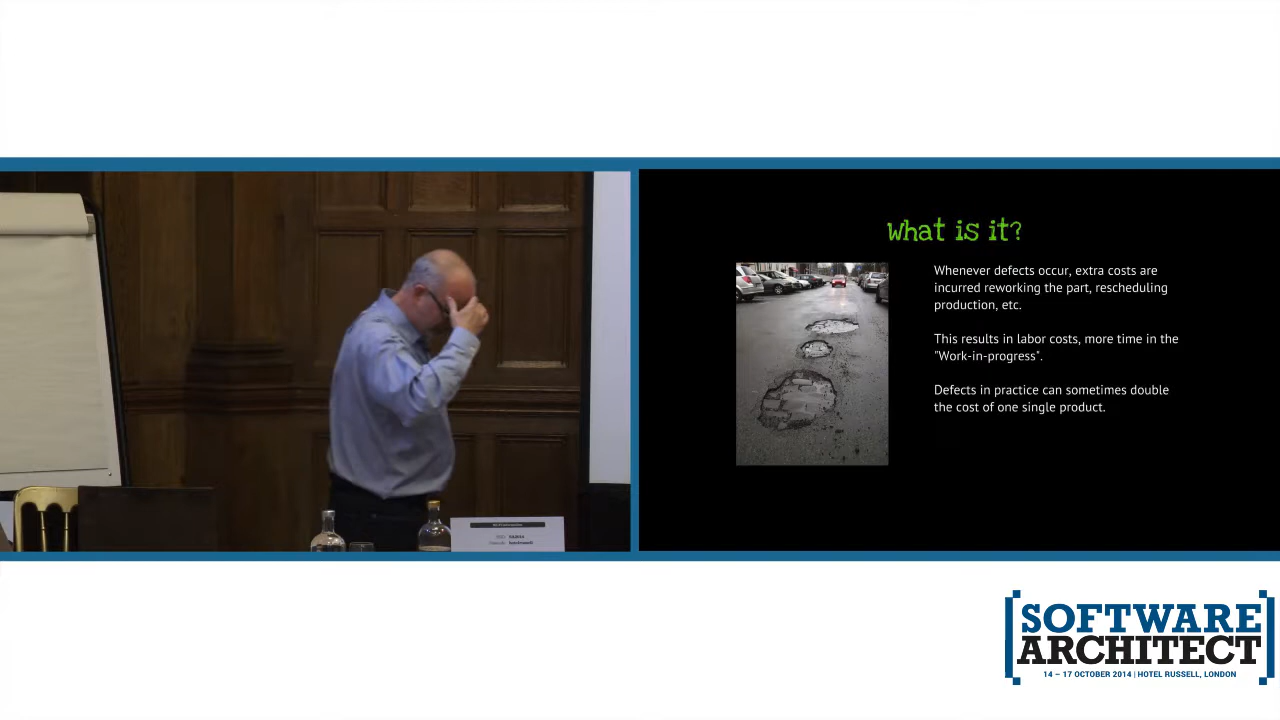 What is it?
Whenever defects occur, extra costs are
incurred reworking the part, rescheduling
production, etc.
This results in labor costs, more time in the
"Work-in-progress".
Defects in practice can sometimes double
the cost of one single product.
[SOFTWARE
ARCHITECT]
14 – 17 OCTOBER 2014 | HOTEL RUSSELL, LONDON